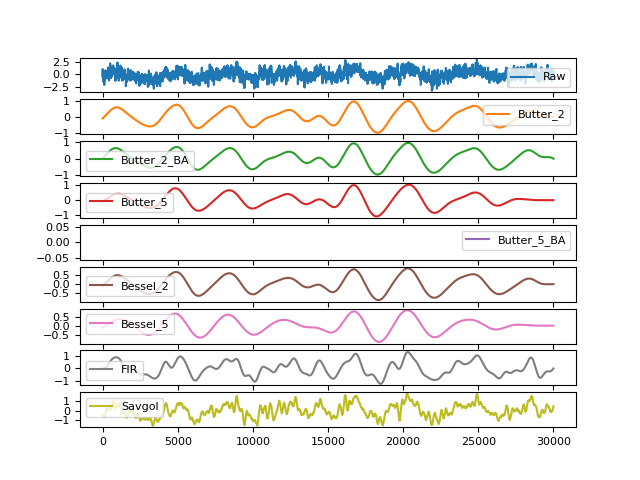 2.5
0.0
−2.5
Raw
1
0
−1
Butter_2
1
0
−1
Butter_2_BA
1
0
−1
Butter_5
0.05
0.00
−0.05
Butter_5_BA
0.5
0.0
−0.5
Bessel_2
0.5
0.0
−0.5
Bessel_5
1
0
−1
FIR
1
0
−1
Savgol
0 5000 10000 15000 20000 25000 30000